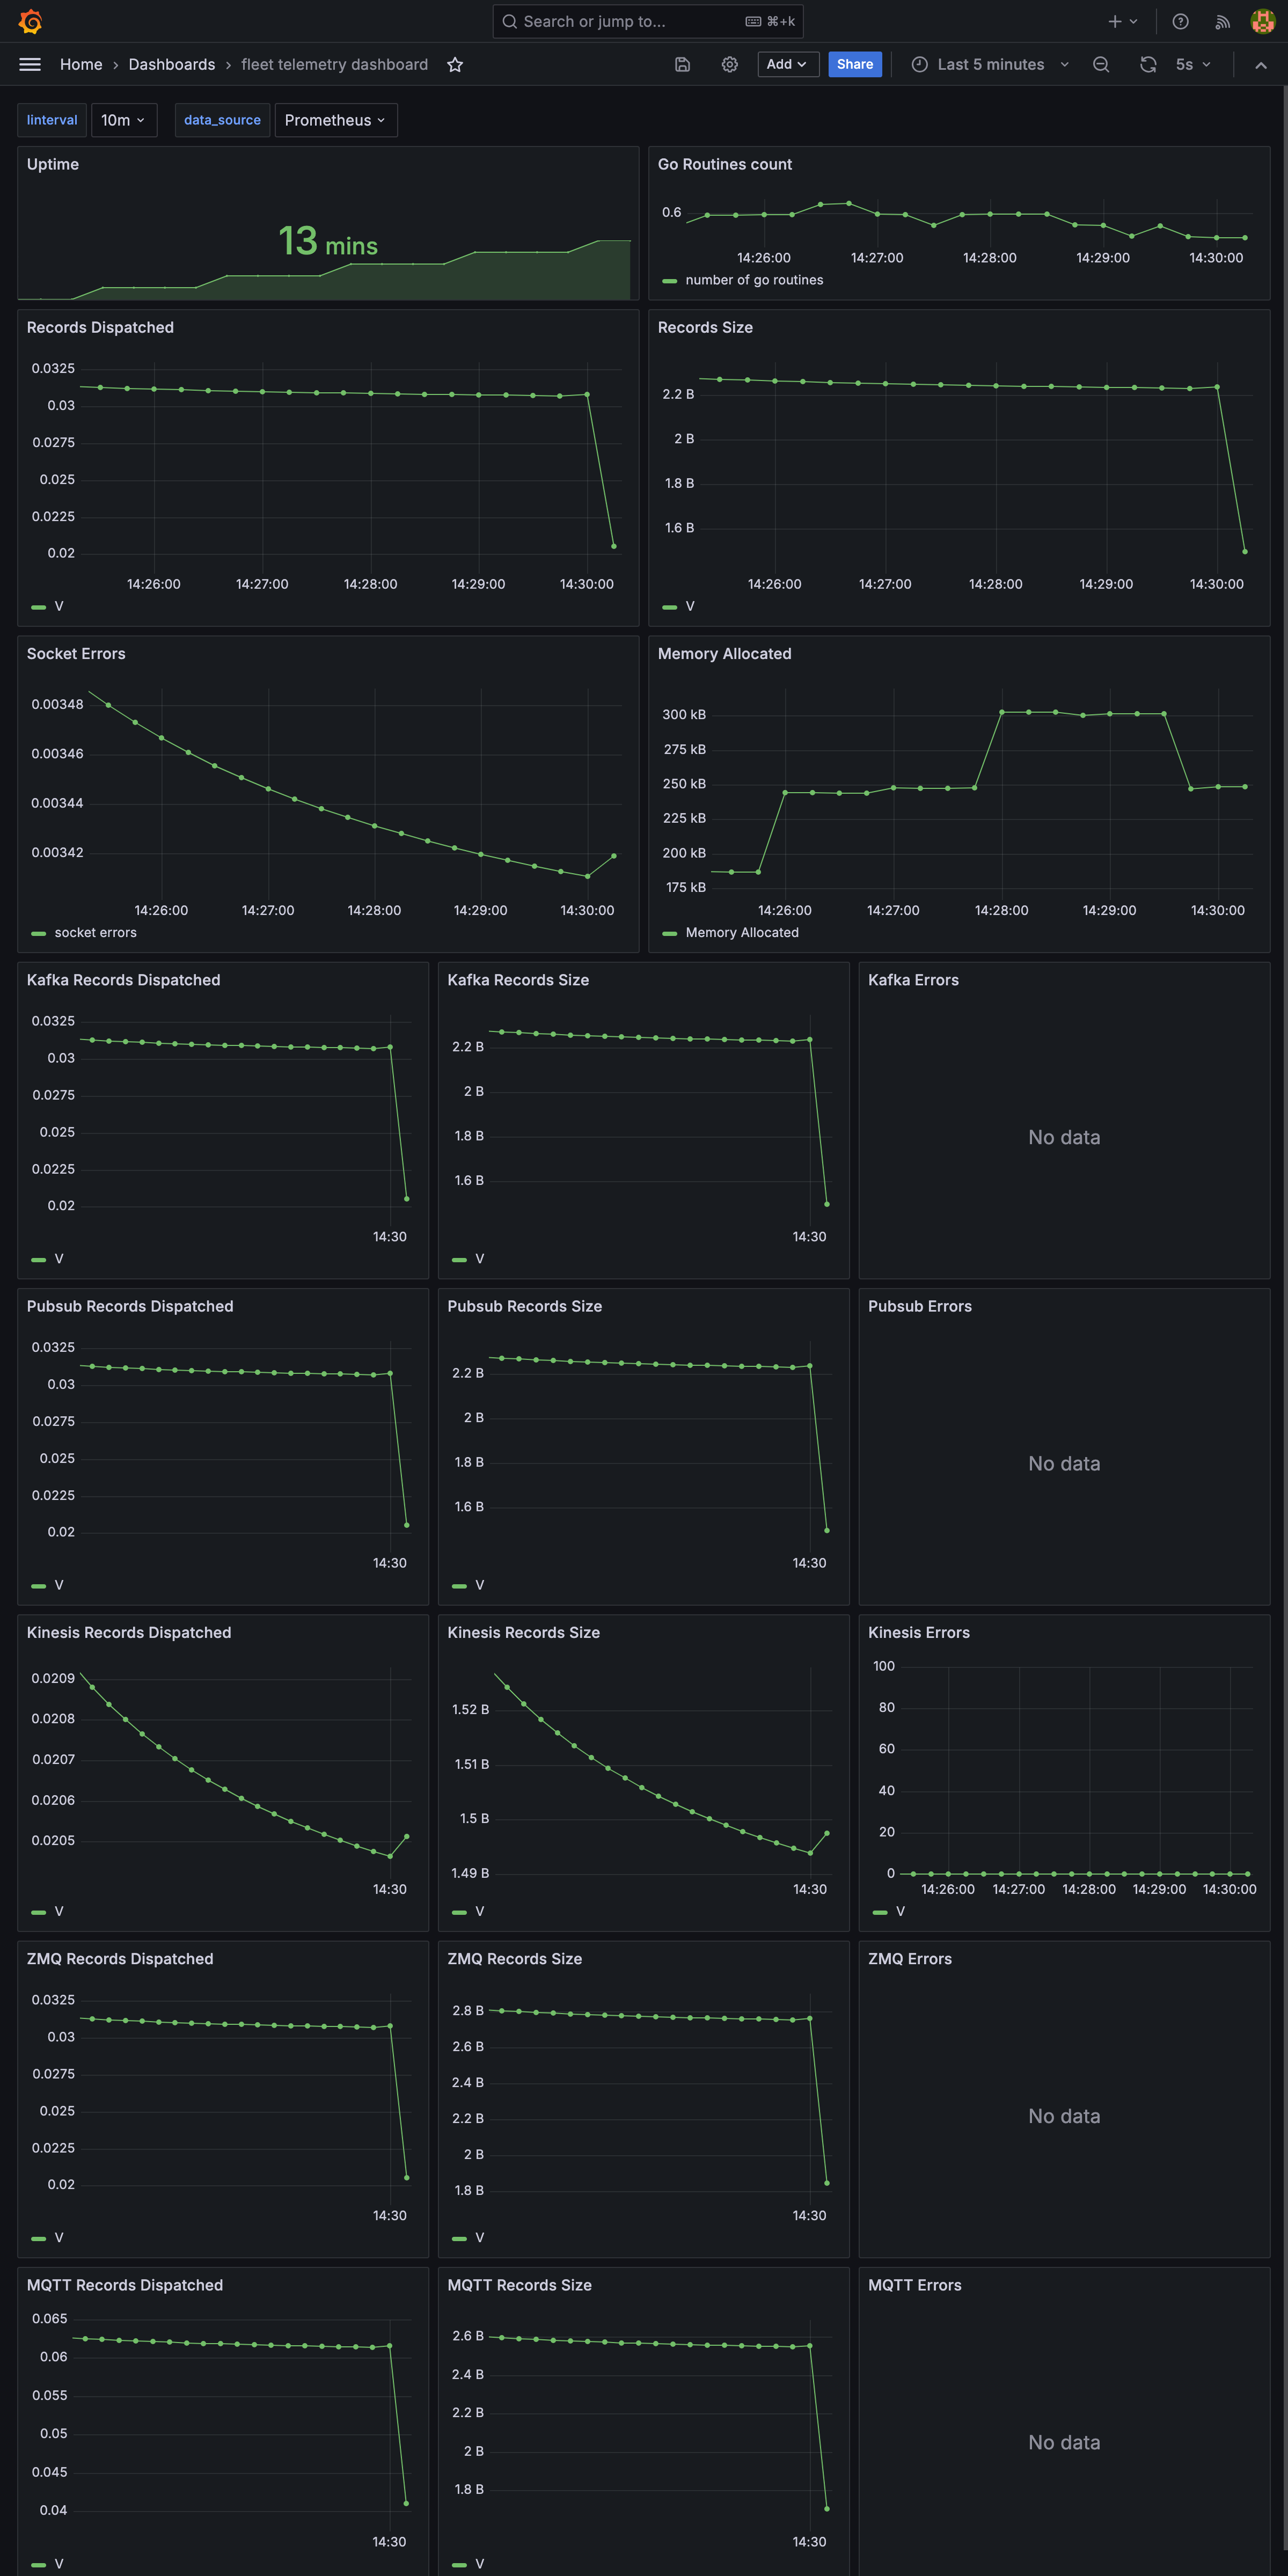 Search or jump to... ⌘+k
Home › Dashboards › fleet telemetry dashboard Add Share Last 5 minutes 5s
Iinterval 10m data_source Prometheus
Uptime
13 mins
Go Routines count
0.6
14:26:00 14:27:00 14:28:00 14:29:00 14:30:00
number of go routines
Records Dispatched
0.0325
0.03
0.0275
0.025
0.0225
0.02
14:26:00 14:27:00 14:28:00 14:29:00 14:30:00
V
Records Size
2.2 B
2 B
1.8 B
1.6 B
14:26:00 14:27:00 14:28:00 14:29:00 14:30:00
V
Socket Errors
0.00348
0.00346
0.00344
0.00342
14:26:00 14:27:00 14:28:00 14:29:00 14:30:00
socket errors
Memory Allocated
300 kB
275 kB
250 kB
225 kB
200 kB
175 kB
14:26:00 14:27:00 14:28:00 14:29:00 14:30:00
Memory Allocated
Kafka Records Dispatched
0.0325
0.03
0.0275
0.025
0.0225
0.02
14:30
V
Kafka Records Size
2.2 B
2 B
1.8 B
1.6 B
14:30
V
Kafka Errors
No data
Pubsub Records Dispatched
0.0325
0.03
0.0275
0.025
0.0225
0.02
14:30
V
Pubsub Records Size
2.2 B
2 B
1.8 B
1.6 B
14:30
V
Pubsub Errors
No data
Kinesis Records Dispatched
0.0209
0.0208
0.0207
0.0206
0.0205
14:30
V
Kinesis Records Size
1.52 B
1.51 B
1.5 B
1.49 B
14:30
V
Kinesis Errors
100
80
60
40
20
0
14:26:00 14:27:00 14:28:00 14:29:00 14:30:00
V
ZMQ Records Dispatched
0.0325
0.03
0.0275
0.025
0.0225
0.02
14:30
V
ZMQ Records Size
2.8 B
2.6 B
2.4 B
2.2 B
2 B
1.8 B
14:30
V
ZMQ Errors
No data
MQTT Records Dispatched
0.065
0.06
0.055
0.05
0.045
0.04
14:30
V
MQTT Records Size
2.6 B
2.4 B
2.2 B
2 B
1.8 B
14:30
V
MQTT Errors
No data